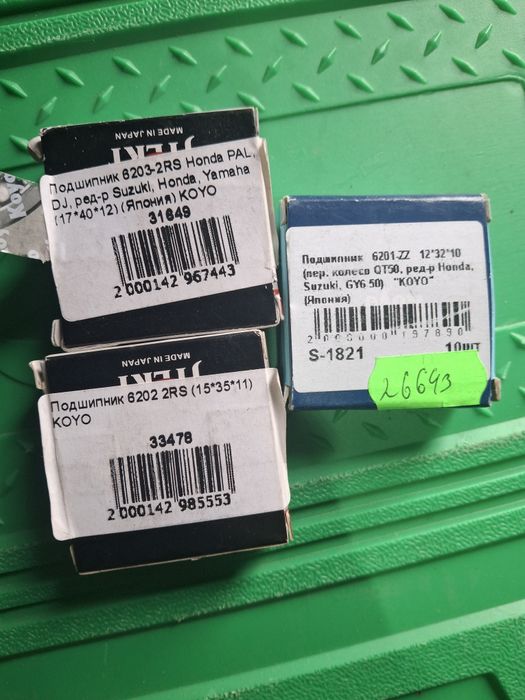 KOYO
MADE IN JAPAN
Подшипник 6203-2RS Honda PAL,
DJ, ред-р Suzuki, Honda, Yamaha
(17*40*12) (Япония) KOYO
31649
2 000142 967443
MADE IN JAPAN
Подшипник 6202 2RS (15*35*11)
KOYO
33478
2 000142 985553
Подшипник 6201-ZZ 12*32*10
(пер. колесо QT50, ред-р Honda,
Suzuki, GY6 50) "KOYO"
(Япония)
S-1821
10шт
26693